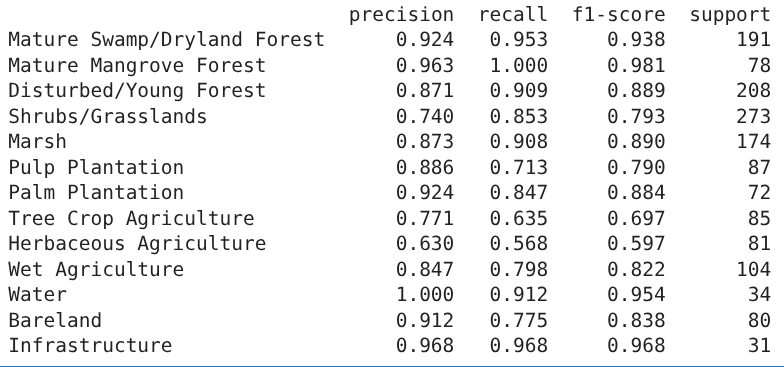 precision recall f1-score support
Mature Swamp/Dryland Forest 0.924 0.953 0.938 191
Mature Mangrove Forest 0.963 1.000 0.981 78
Disturbed/Young Forest 0.871 0.909 0.889 208
Shrubs/Grasslands 0.740 0.853 0.793 273
Marsh 0.873 0.908 0.890 174
Pulp Plantation 0.886 0.713 0.790 87
Palm Plantation 0.924 0.847 0.884 72
Tree Crop Agriculture 0.771 0.635 0.697 85
Herbaceous Agriculture 0.630 0.568 0.597 81
Wet Agriculture 0.847 0.798 0.822 104
Water 1.000 0.912 0.954 34
Bareland 0.912 0.775 0.838 80
Infrastructure 0.968 0.968 0.968 31